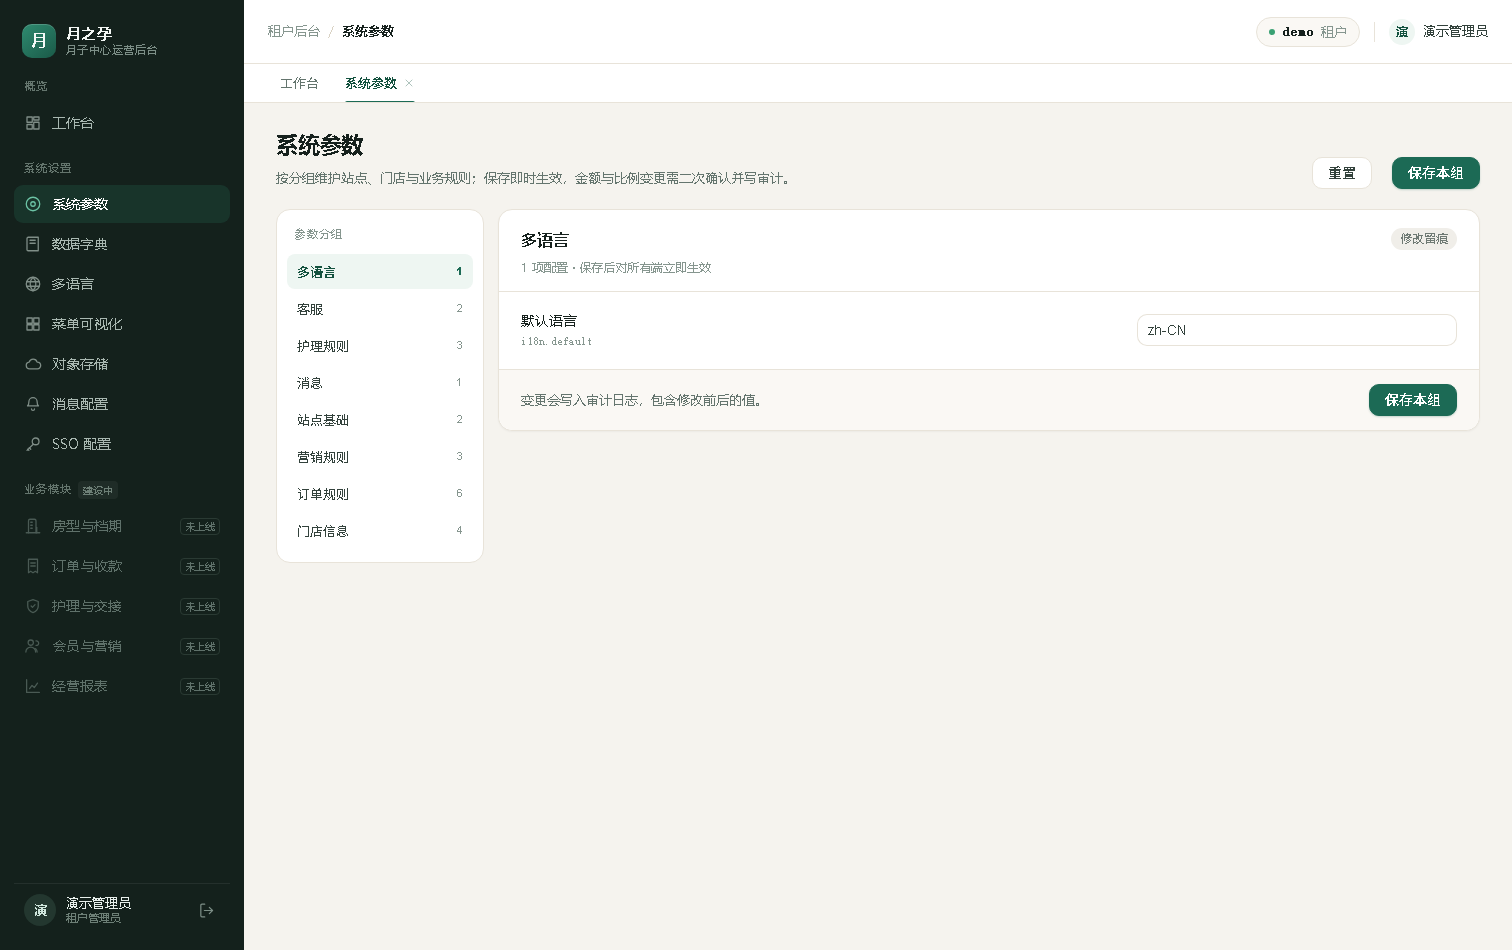 月
月之孕
月子中心运营后台
概览
工作台
系统设置
系统参数
数据字典
多语言
菜单可视化
对象存储
消息配置
SSO 配置
业务模块 建设中
房型与档期 未上线
订单与收款 未上线
护理与交接 未上线
会员与营销 未上线
经营报表 未上线
演
演示管理员
租户管理员
租户后台 / 系统参数
demo 租户
演 演示管理员
工作台 系统参数 ×
系统参数
按分组维护站点、门店与业务规则；保存即时生效，金额与比例变更需二次确认并写审计。
重置 保存本组
参数分组
多语言 1
客服 2
护理规则 3
消息 1
站点基础 2
营销规则 3
订单规则 6
门店信息 4
多语言 修改留痕
1 项配置 · 保存后对所有端立即生效
默认语言
i18n.default
zh-CN
变更会写入审计日志，包含修改前后的值。
保存本组